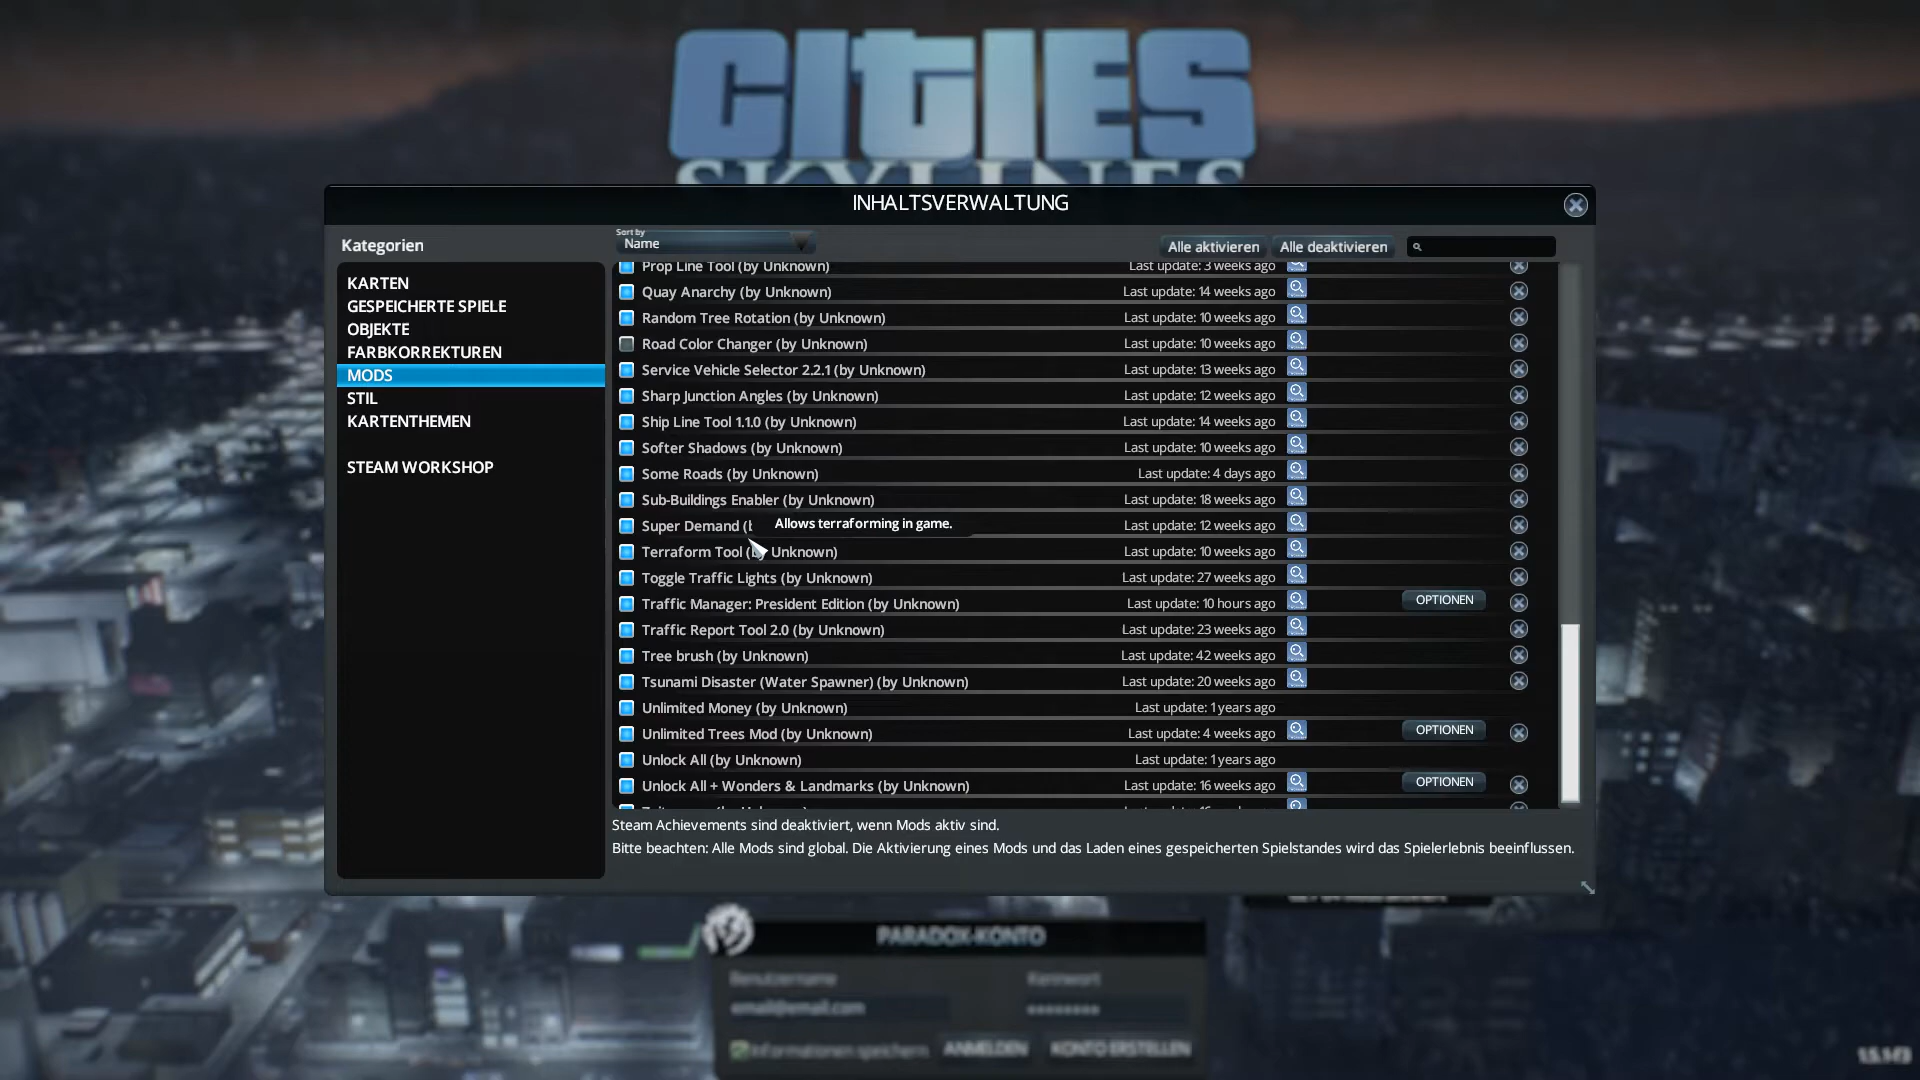 CITIES
SKYLINES
INHALTSVERWALTUNG
Kategorien
Sort by
Name
Alle aktivieren
Alle deaktivieren
KARTEN
GESPEICHERTE SPIELE
OBJEKTE
FARBKORREKTUREN
MODS
STIL
KARTENTHEMEN
STEAM WORKSHOP
Prop Line Tool (by Unknown) Last update: 3 weeks ago
Quay Anarchy (by Unknown) Last update: 14 weeks ago
Random Tree Rotation (by Unknown) Last update: 10 weeks ago
Road Color Changer (by Unknown) Last update: 10 weeks ago
Service Vehicle Selector 2.2.1 (by Unknown) Last update: 13 weeks ago
Sharp Junction Angles (by Unknown) Last update: 12 weeks ago
Ship Line Tool 1.1.0 (by Unknown) Last update: 14 weeks ago
Softer Shadows (by Unknown) Last update: 10 weeks ago
Some Roads (by Unknown) Last update: 4 days ago
Sub-Buildings Enabler (by Unknown) Last update: 18 weeks ago
Super Demand ( Allows terraforming in game. Last update: 12 weeks ago
Terraform Tool (by Unknown) Last update: 10 weeks ago
Toggle Traffic Lights (by Unknown) Last update: 27 weeks ago
Traffic Manager: President Edition (by Unknown) Last update: 10 hours ago OPTIONEN
Traffic Report Tool 2.0 (by Unknown) Last update: 23 weeks ago
Tree brush (by Unknown) Last update: 42 weeks ago
Tsunami Disaster (Water Spawner) (by Unknown) Last update: 20 weeks ago
Unlimited Money (by Unknown) Last update: 1 years ago
Unlimited Trees Mod (by Unknown) Last update: 4 weeks ago OPTIONEN
Unlock All (by Unknown) Last update: 1 years ago
Unlock All + Wonders & Landmarks (by Unknown) Last update: 16 weeks ago OPTIONEN
Steam Achievements sind deaktiviert, wenn Mods aktiv sind.
Bitte beachten: Alle Mods sind global. Die Aktivierung eines Mods und das Laden eines gespeicherten Spielstandes wird das Spielerlebnis beeinflussen.
PARADOX-KONTO
Benutzername Kennwort
email@email.com ********
Informationen speichern ANMELDEN KONTO ERSTELLEN